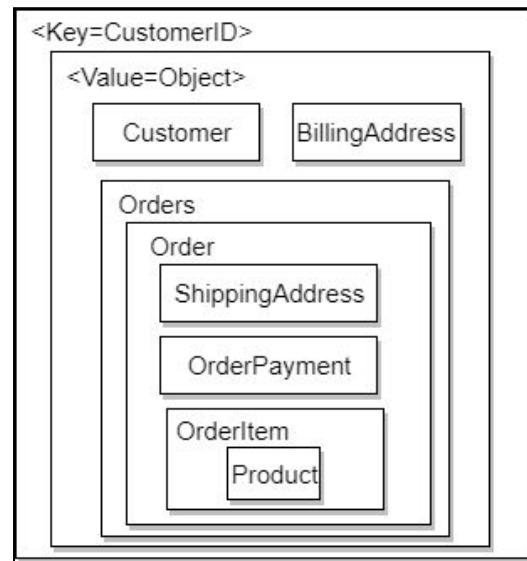 <Key=CustomerID>
<Value=Object>
Customer
BillingAddress
Orders
Order
ShippingAddress
OrderPayment
OrderItem
Product